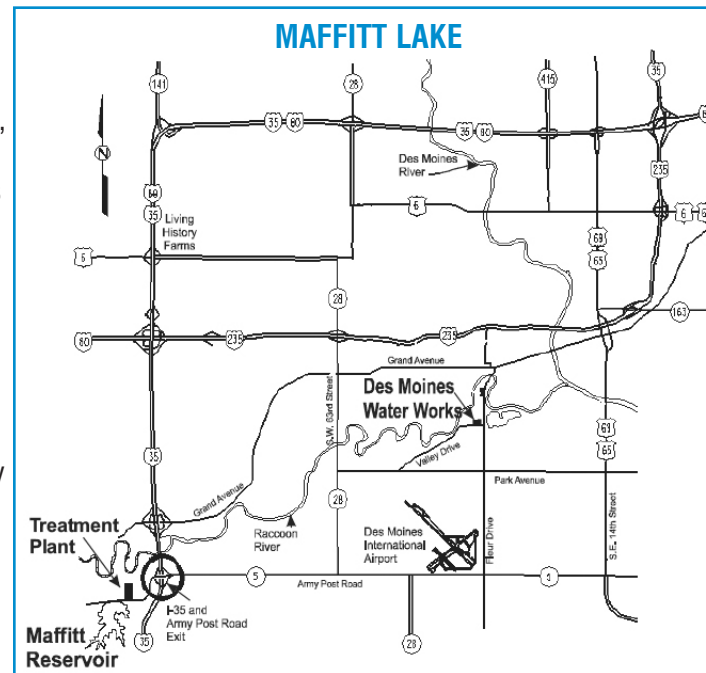 MAFFITT LAKE
141
28
415
35
35
80
35
80
N
Des Moines
River
235
80
35
6
6
Living
History
Farms
69
65
6
28
163
80
235
235
Grand Avenue
Des Moines
Water Works
S.W. 63rd Street
Valley Drive
69
65
35
Park Avenue
Grand Avenue
28
Raccoon
River
Treatment
Plant
Des Moines
International
Airport
Fleur Drive
S.E. 14th Street
5
Army Post Road
I-35 and
Army Post Road
Exit
35
28
Maffitt
Reservoir